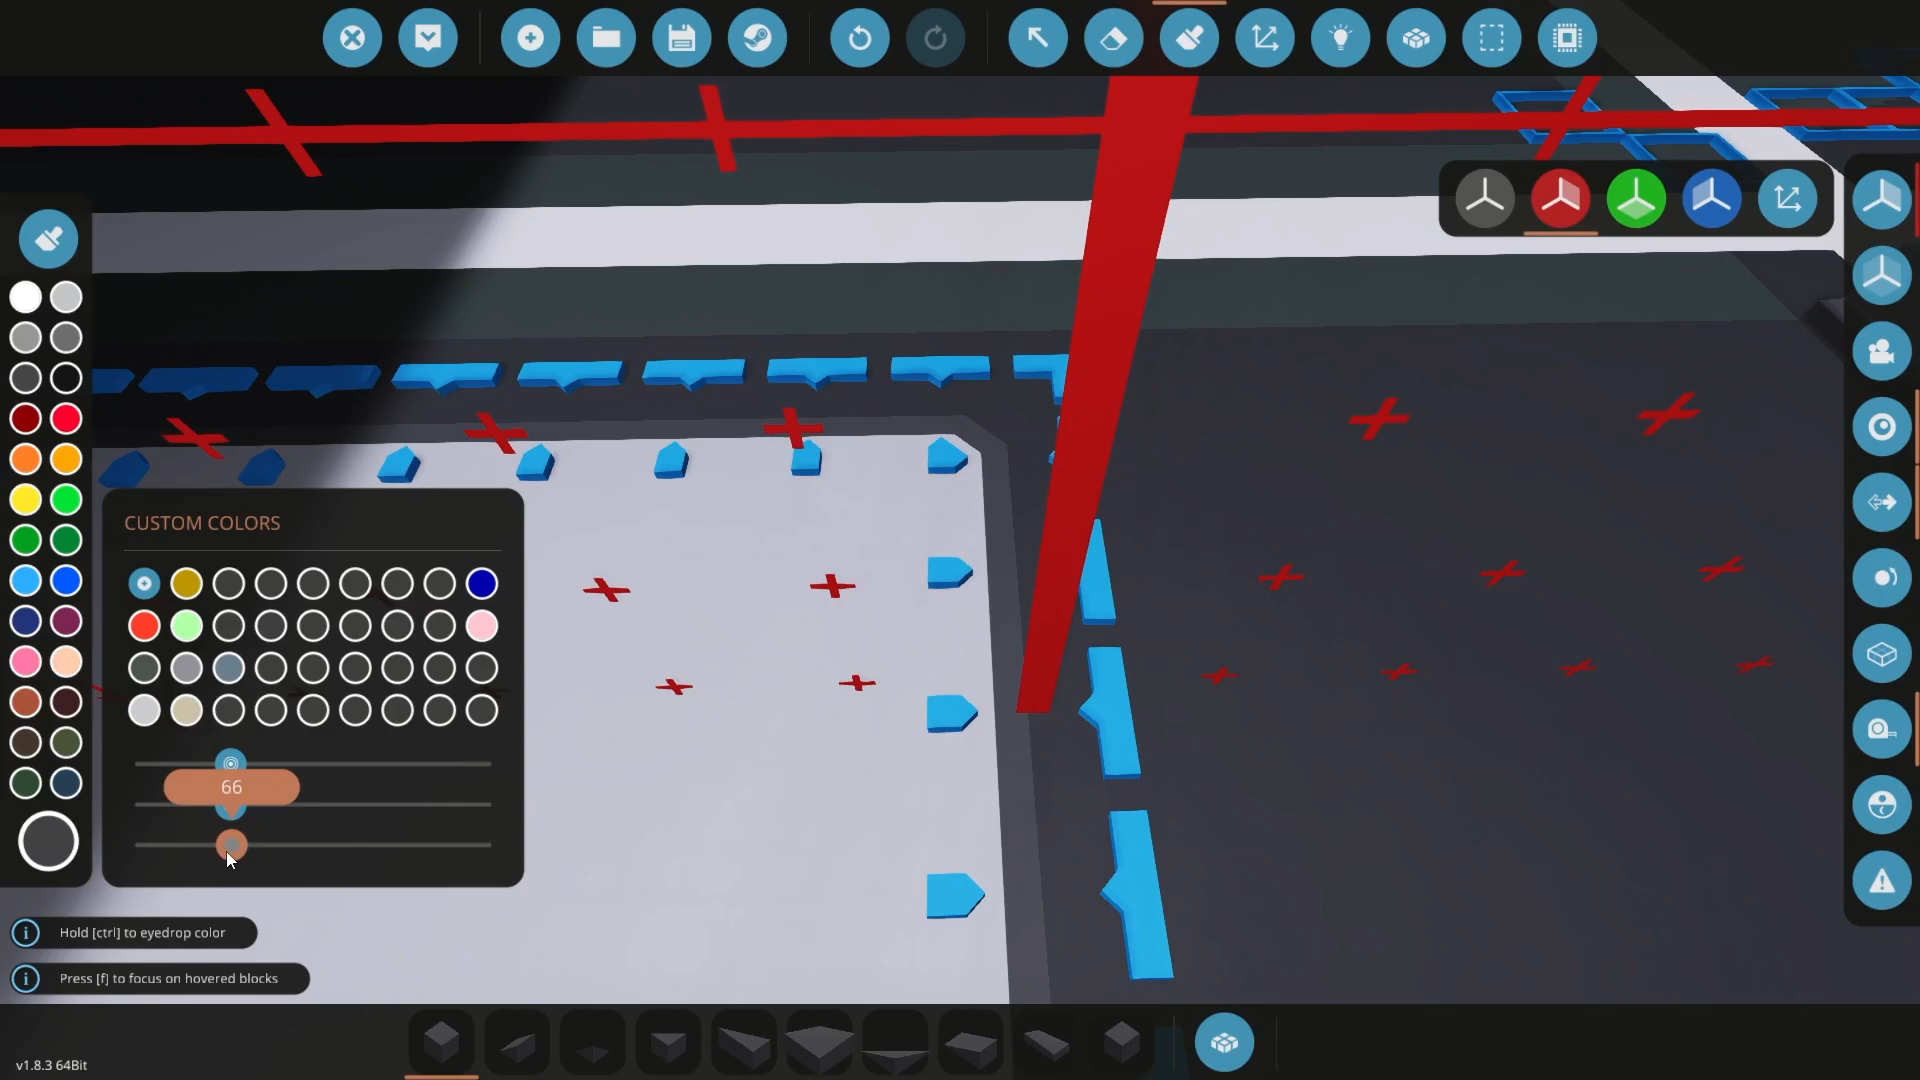 CUSTOM COLORS
66
Hold [ctrl] to eyedrop color
Press [f] to focus on hovered blocks
v1.8.3 64Bit